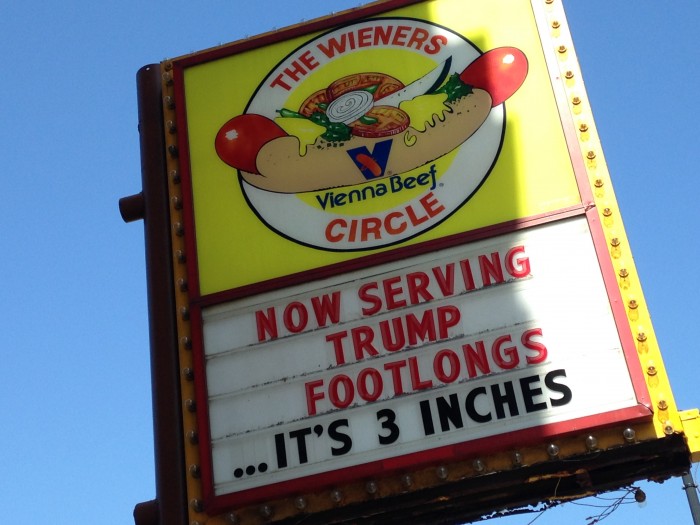 THE WIENERS
V
Vienna Beef
CIRCLE
NOW SERVING
TRUMP
FOOTLONGS
...IT'S 3 INCHES